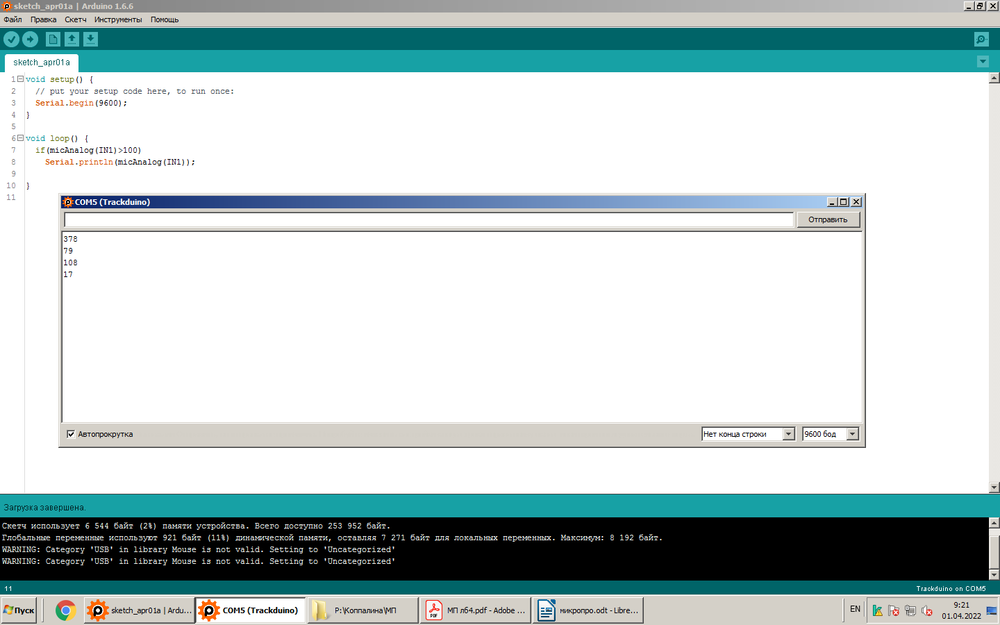 sketch_apr01a | Arduino 1.6.6
Файл Правка Скетч Инструменты Помощь
sketch_apr01a
1 void setup() {
2 // put your setup code here, to run once:
3 Serial.begin(9600);
4 }
5
6 void loop() {
7 if(micAnalog(IN1)>100)
8 Serial.println(micAnalog(IN1));
9
10 }
11
COM5 (Trackduino)
Отправить
378
79
108
17
Автопрокрутка
Нет конца строки
9600 бод
Загрузка завершена.
Скетч использует 6 544 байт (2%) памяти устройства. Всего доступно 253 952 байт.
Глобальные переменные используют 921 байт (11%) динамической памяти, оставляя 7 271 байт для локальных переменных. Максимум: 8 192 байт.
WARNING: Category 'USB' in library Mouse is not valid. Setting to 'Uncategorized'
WARNING: Category 'USB' in library Mouse is not valid. Setting to 'Uncategorized'
11
Trackduino on COM5
Пуск
sketch_apr01a | Ardu...
COM5 (Trackduino)
P:\Коппалина\МП
PDF
МП л64.pdf - Adobe ...
микропро.odt - Libre...
EN
9:21
01.04.2022